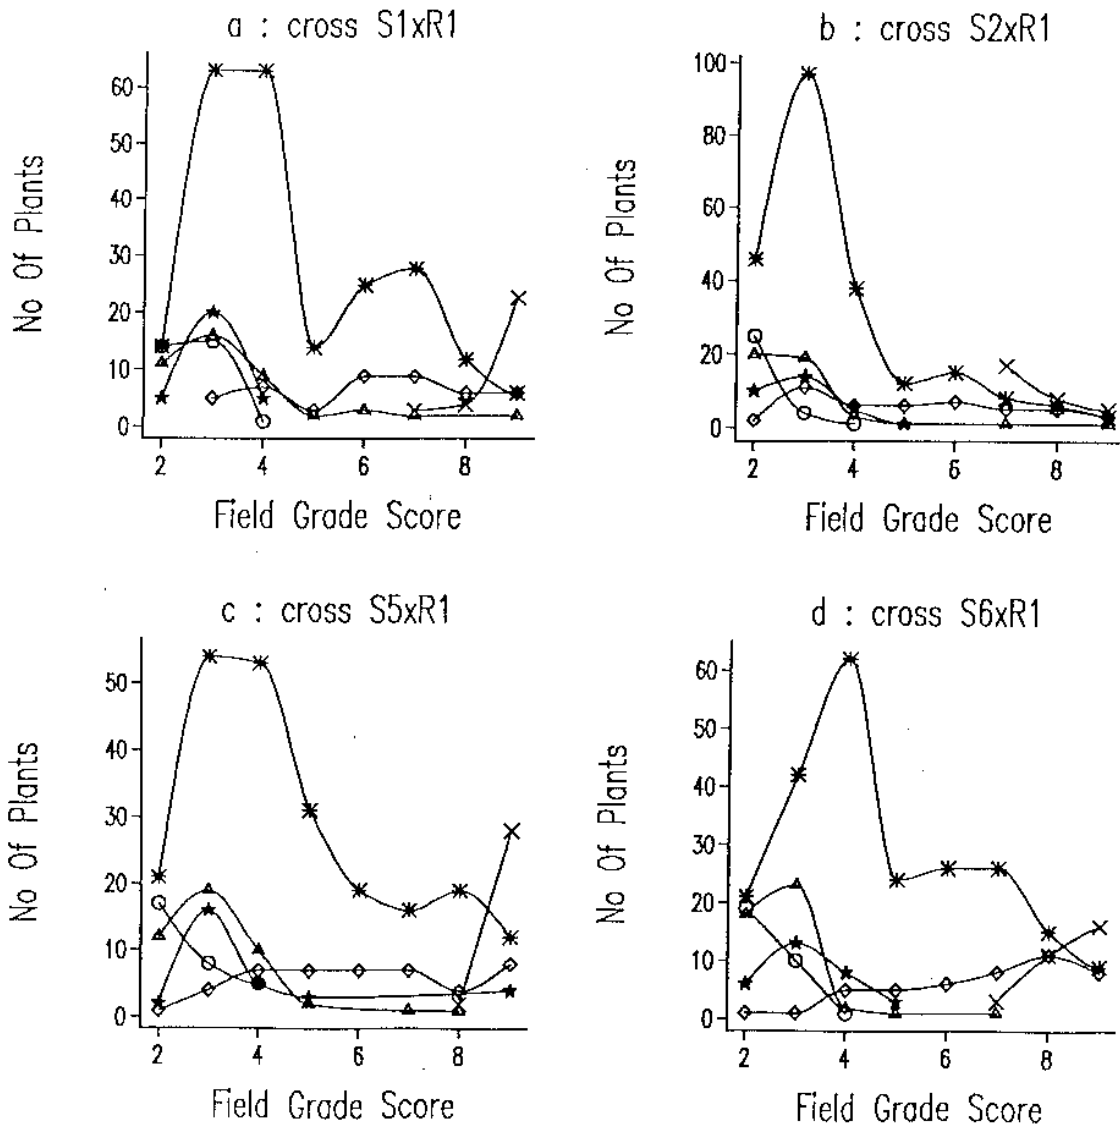 a : cross S1xR1
No Of Plants
60
50
40
30
20
10
0
2 4 6 8
Field Grade Score
b : cross S2xR1
No Of Plants
100
80
60
40
20
0
2 4 6 8
Field Grade Score
c : cross S5xR1
No Of Plants
50
40
30
20
10
0
2 4 6 8
Field Grade Score
d : cross S6xR1
No Of Plants
60
50
40
30
20
10
0
2 4 6 8
Field Grade Score